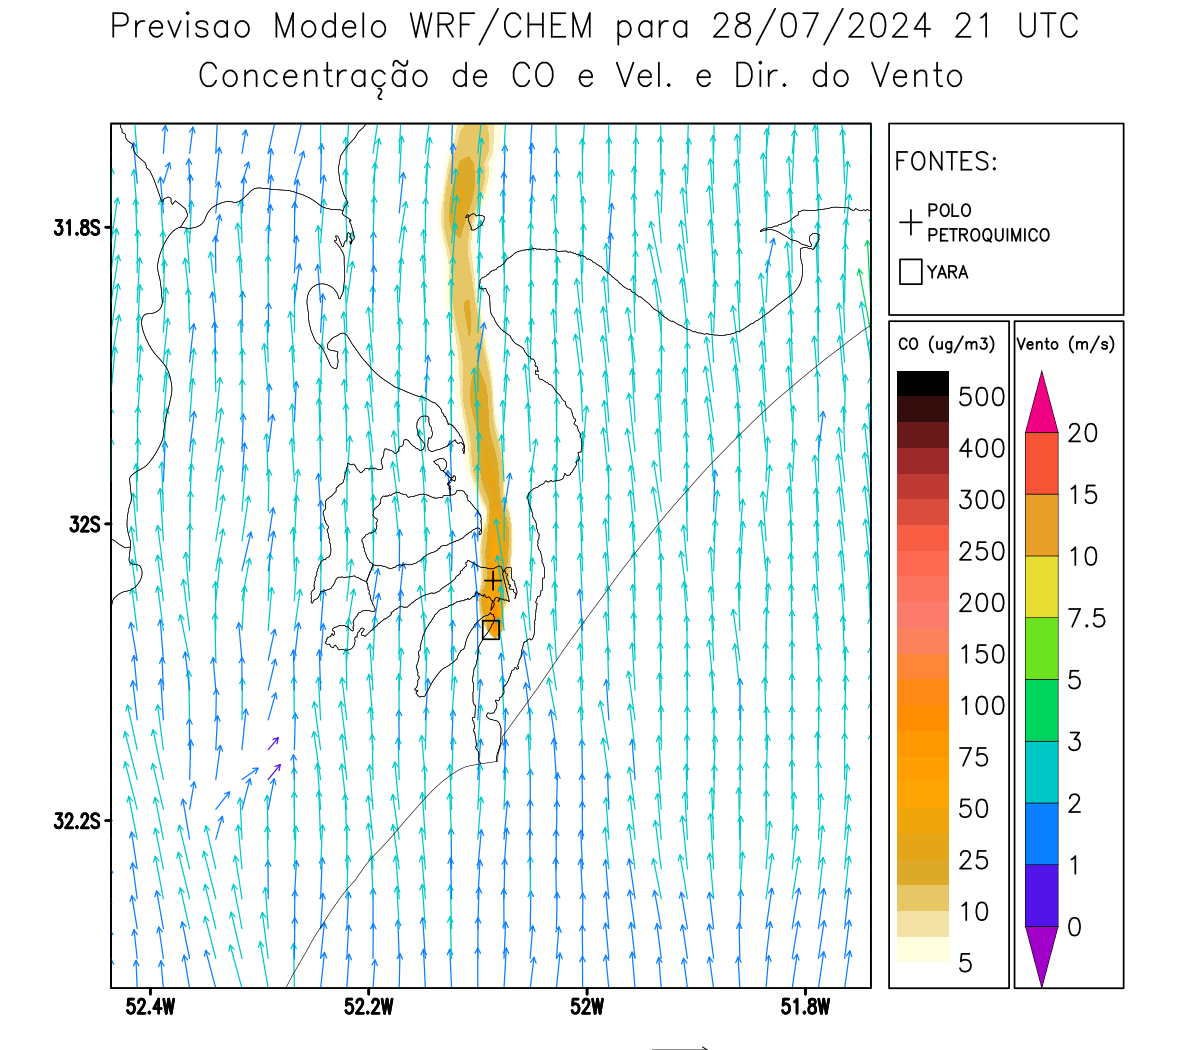 Previsao Modelo WRF/CHEM para 28/07/2024 21 UTC
Concentração de CO e Vel. e Dir. do Vento
FONTES:
POLO
PETROQUIMICO
YARA
CO (ug/m3)
500
400
300
250
200
150
100
75
50
25
10
5
Vento (m/s)
20
15
10
7.5
5
3
2
1
0
31.8S
32S
32.2S
52.4W
52.2W
52W
51.8W